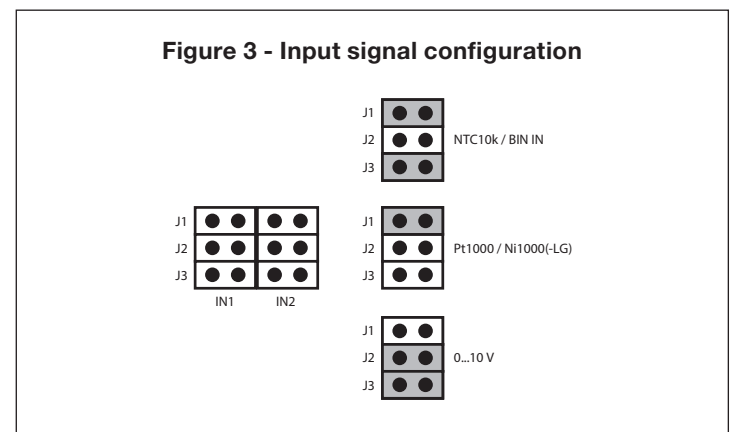 Figure 3 - Input signal configuration
J1
J2 NTC10k / BIN IN
J3
J1
J2
J3
IN1 IN2
J1
J2 Pt1000 / Ni1000(-LG)
J3
J1
J2 0...10 V
J3